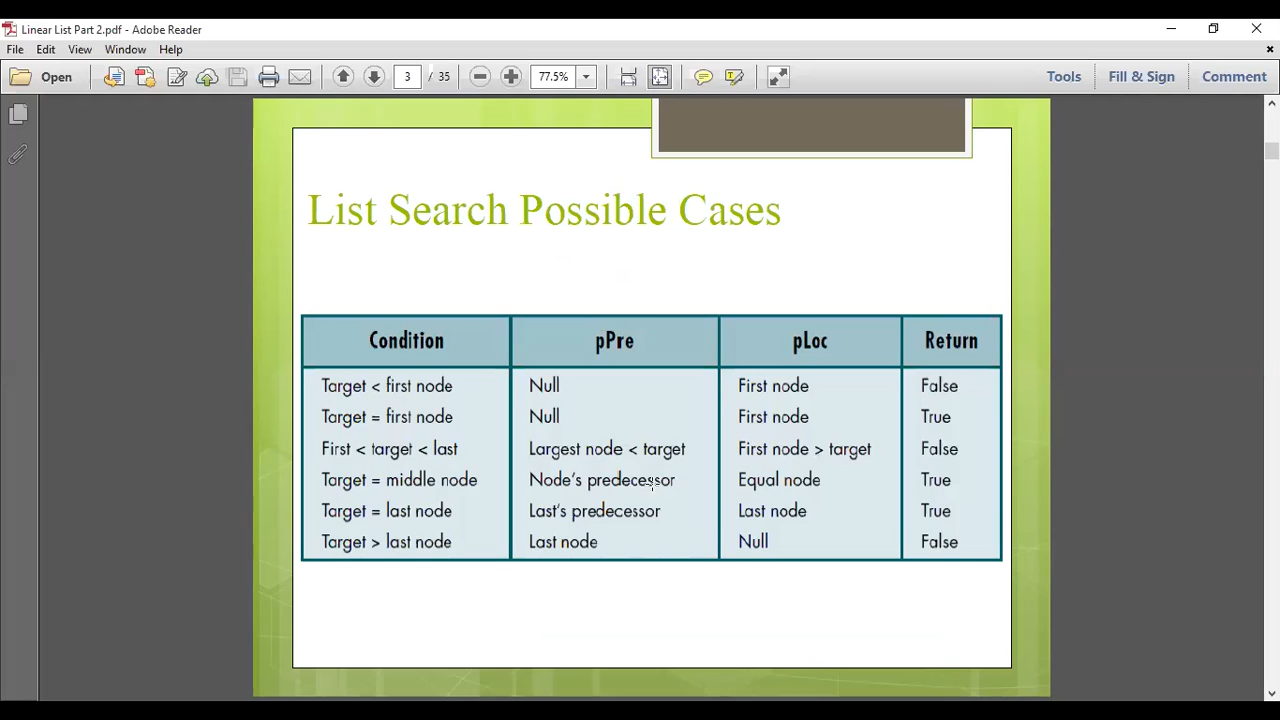 Linear List Part 2.pdf - Adobe Reader
File Edit View Window Help
Open 3 / 35 77.5% Tools Fill & Sign Comment
List Search Possible Cases
Condition pPre pLoc Return
Target < first node Null First node False
Target = first node Null First node True
First < target < last Largest node < target First node > target False
Target = middle node Node's predecessor Equal node True
Target = last node Last's predecessor Last node True
Target > last node Last node Null False